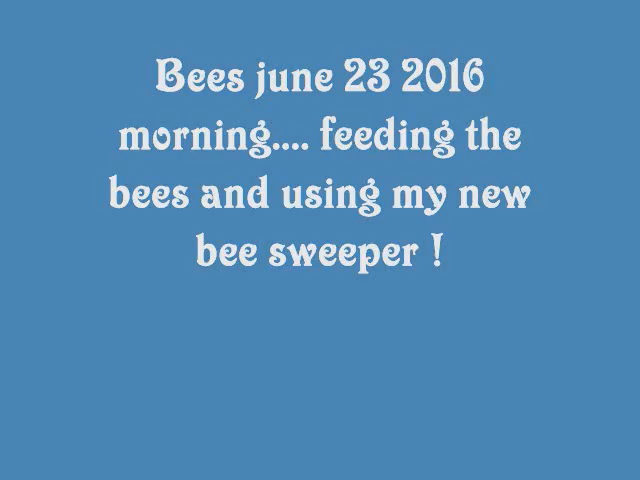 Bees june 23 2016
morning.... feeding the
bees and using my new
bee sweeper !